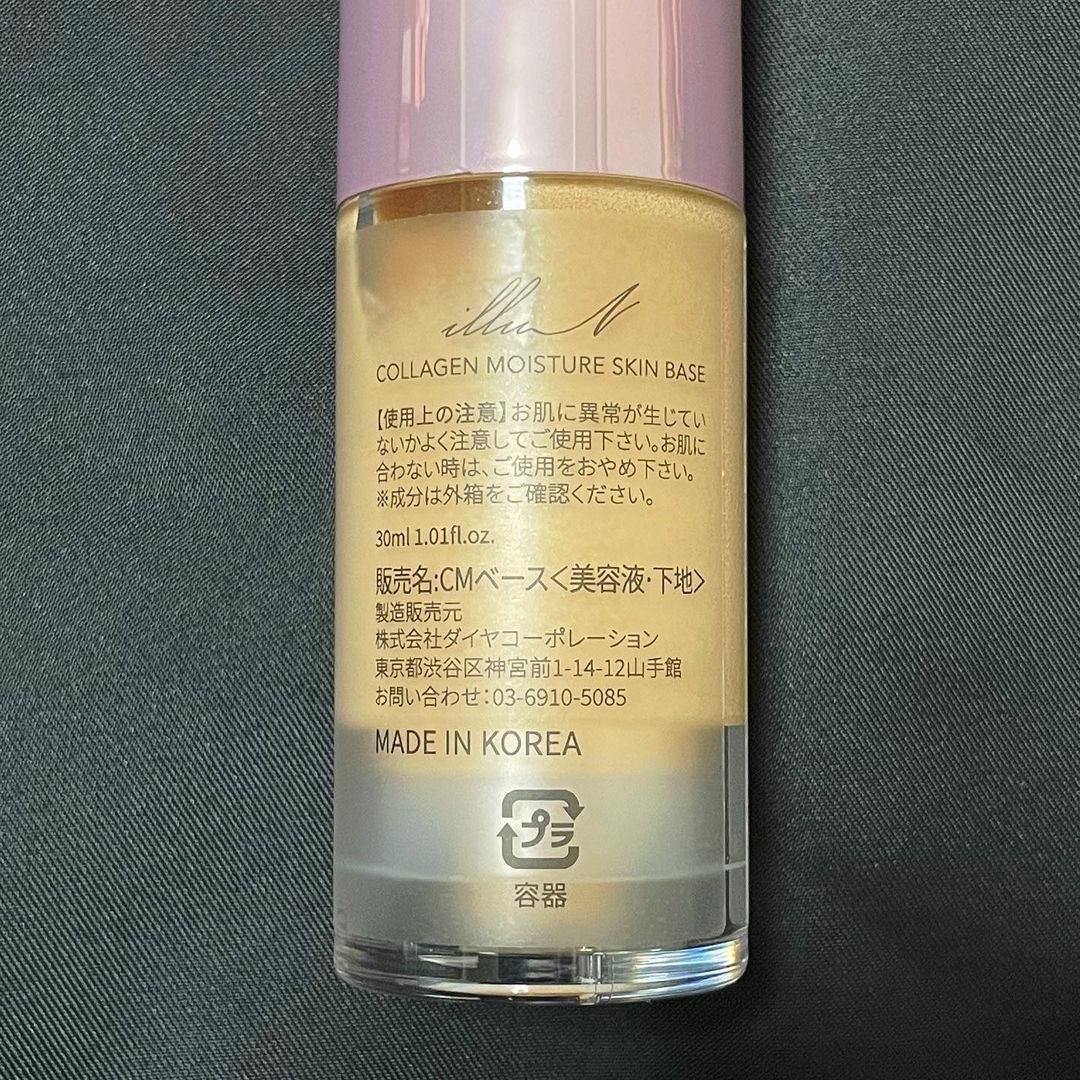 illuN
COLLAGEN MOISTURE SKIN BASE
【使用上の注意】お肌に異常が生じてい
ないかよく注意してご使用下さい。お肌に
合わない時は、ご使用をおやめ下さい。
※成分は外箱をご確認ください。
30ml 1.01fl.oz.
販売名:CMベース<美容液・下地>
製造販売元
株式会社ダイヤコーポレーション
東京都渋谷区神宮前1-14-12山手館
お問い合わせ:03-6910-5085
MADE IN KOREA
プラ
容器